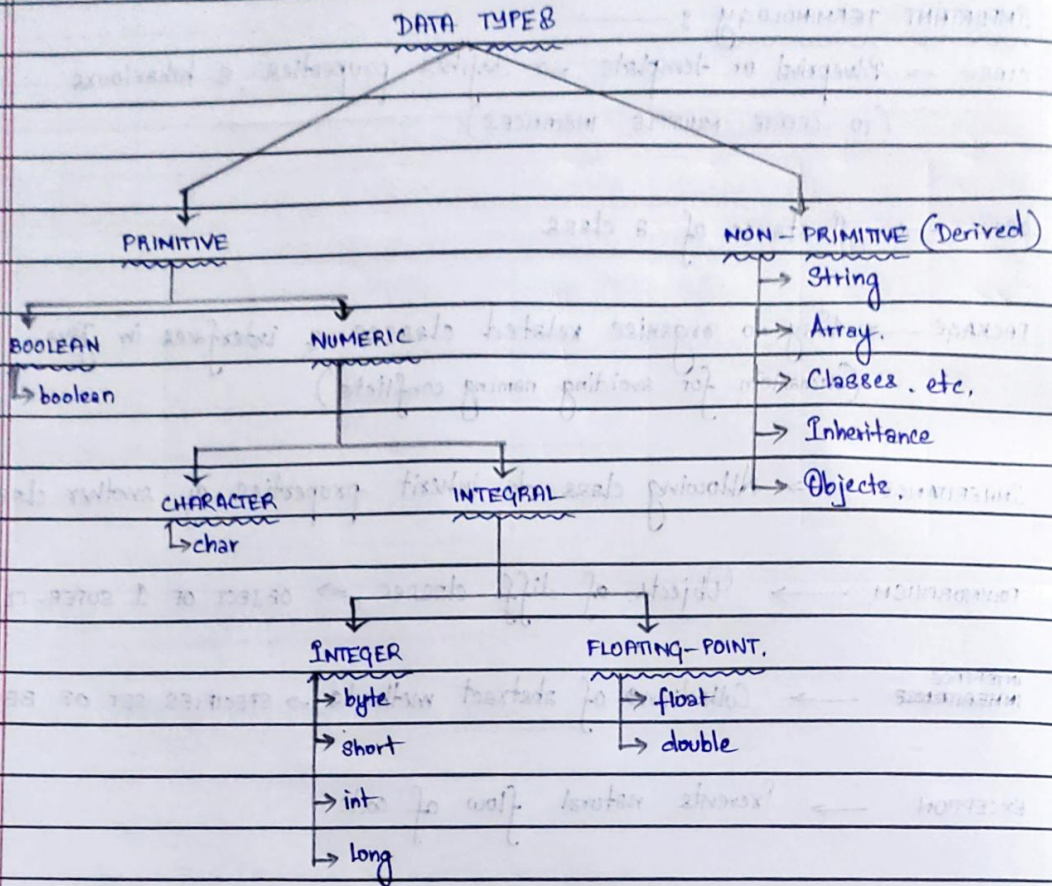 DATA TYPES
PRIMITIVE
NON-PRIMITIVE (Derived)
String
Array.
Classes. etc.
Inheritance
Objects
BOOLEAN
boolean
NUMERIC
CHARACTER
char
INTEGRAL
INTEGER
byte
short
int
long
FLOATING-POINT.
float
double